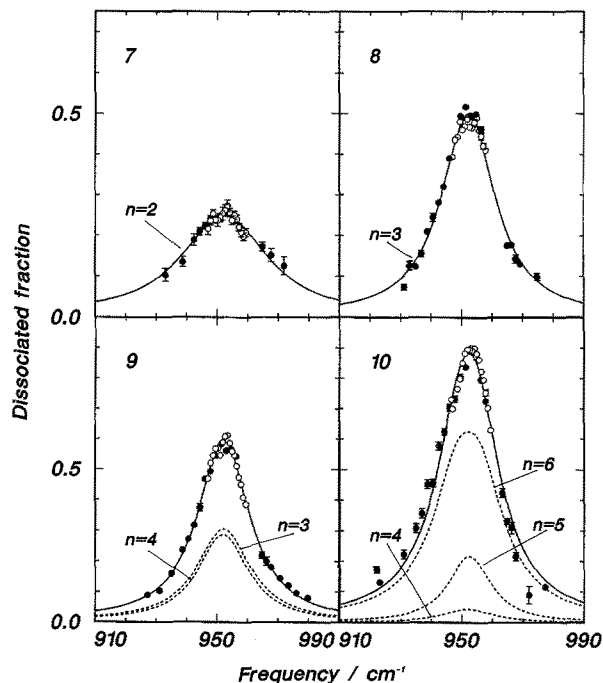 7
8
n=2
n=3
0.5
0.0
Dissociated fraction
9
10
n=4
n=3
n=6
n=5
n=4
0.5
0.0
910
950
990
910
950
990
Frequency / cm⁻¹